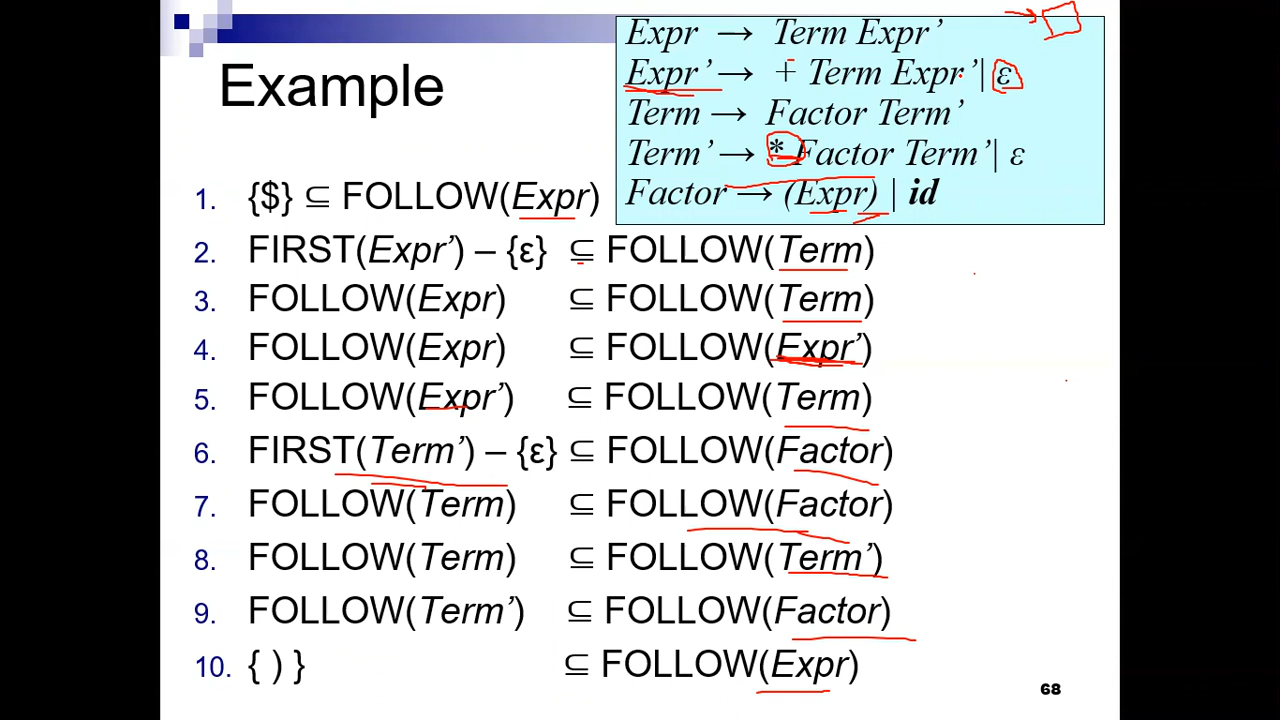 Example
Expr → Term Expr’
Expr’ → + Term Expr’ | ε
Term → Factor Term’
Term’ → * Factor Term’ | ε
Factor → (Expr) | id
1. {$} ⊆ FOLLOW(Expr)
2. FIRST(Expr’) – {ε} ⊆ FOLLOW(Term)
3. FOLLOW(Expr) ⊆ FOLLOW(Term)
4. FOLLOW(Expr) ⊆ FOLLOW(Expr’)
5. FOLLOW(Expr’) ⊆ FOLLOW(Term)
6. FIRST(Term’) – {ε} ⊆ FOLLOW(Factor)
7. FOLLOW(Term) ⊆ FOLLOW(Factor)
8. FOLLOW(Term) ⊆ FOLLOW(Term’)
9. FOLLOW(Term’) ⊆ FOLLOW(Factor)
10. { ) } ⊆ FOLLOW(Expr)
68